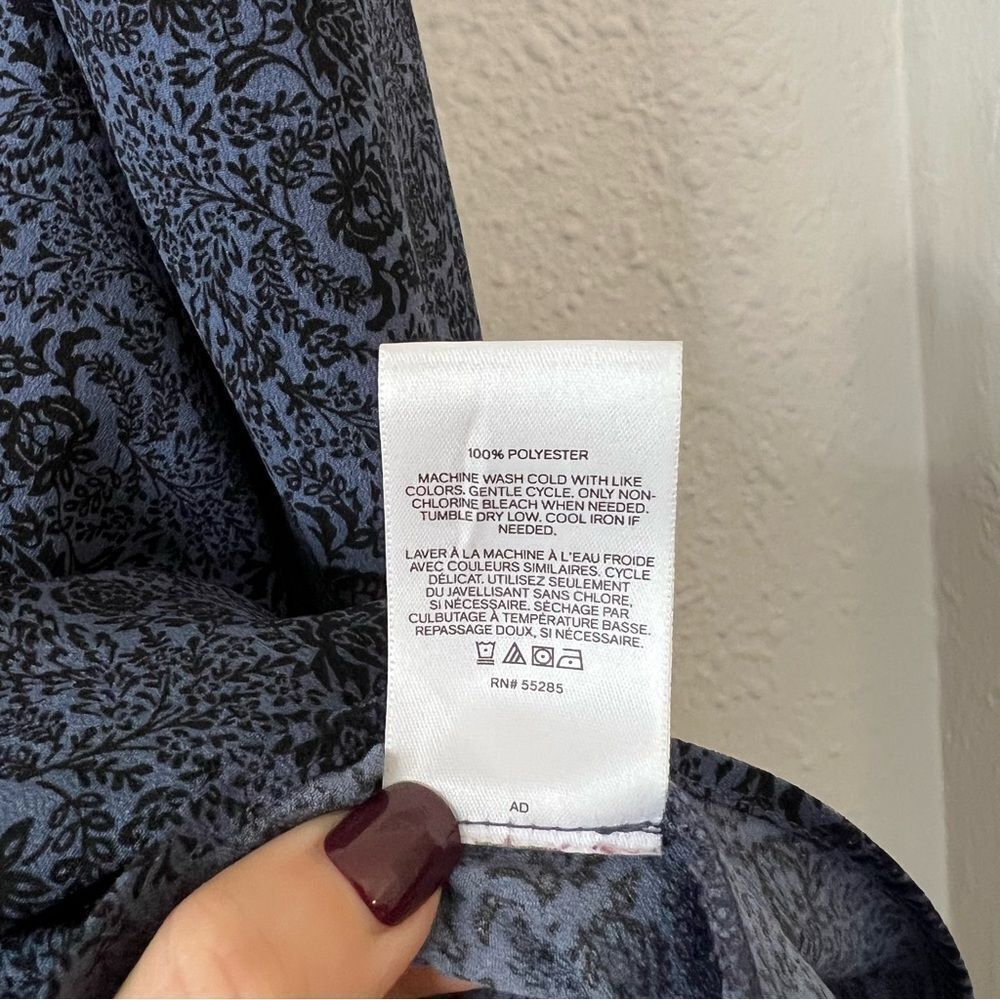 100% POLYESTER
MACHINE WASH COLD WITH LIKE
COLORS. GENTLE CYCLE. ONLY NON-
CHLORINE BLEACH WHEN NEEDED.
TUMBLE DRY LOW. COOL IRON IF
NEEDED.
LAVER À LA MACHINE À L'EAU FROIDE
AVEC COULEURS SIMILAIRES. CYCLE
DÉLICAT. UTILISEZ SEULEMENT
DU JAVELLISANT SANS CHLORE,
SI NÉCESSAIRE. SÉCHAGE PAR
CULBUTAGE À TEMPÉRATURE BASSE.
REPASSAGE DOUX, SI NÉCESSAIRE.
RN# 55285
AD